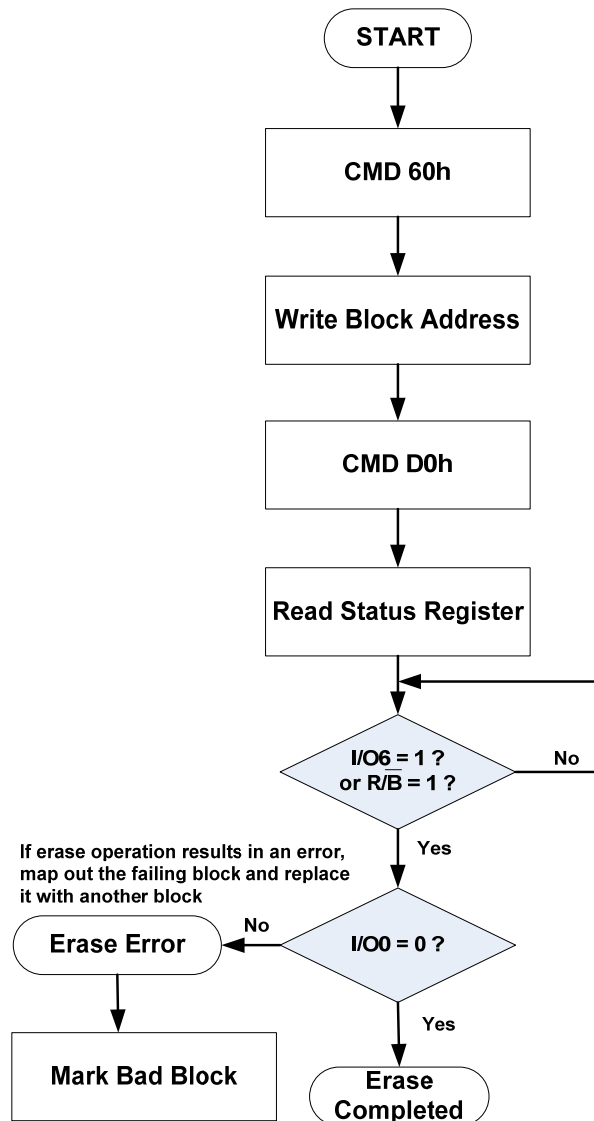 START
CMD 60h
Write Block Address
CMD D0h
Read Status Register
I/O6 = 1 ?
or R/B̅ = 1 ?
No
Yes
If erase operation results in an error,
map out the failing block and replace
it with another block
No
Erase Error
I/O0 = 0 ?
Yes
Mark Bad Block
Erase
Completed